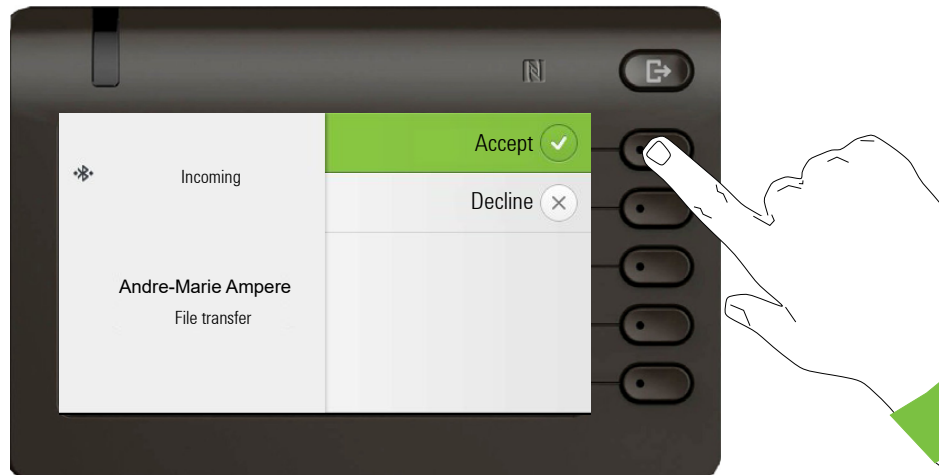 Accept
Decline
Incoming
Andre-Marie Ampere
File transfer